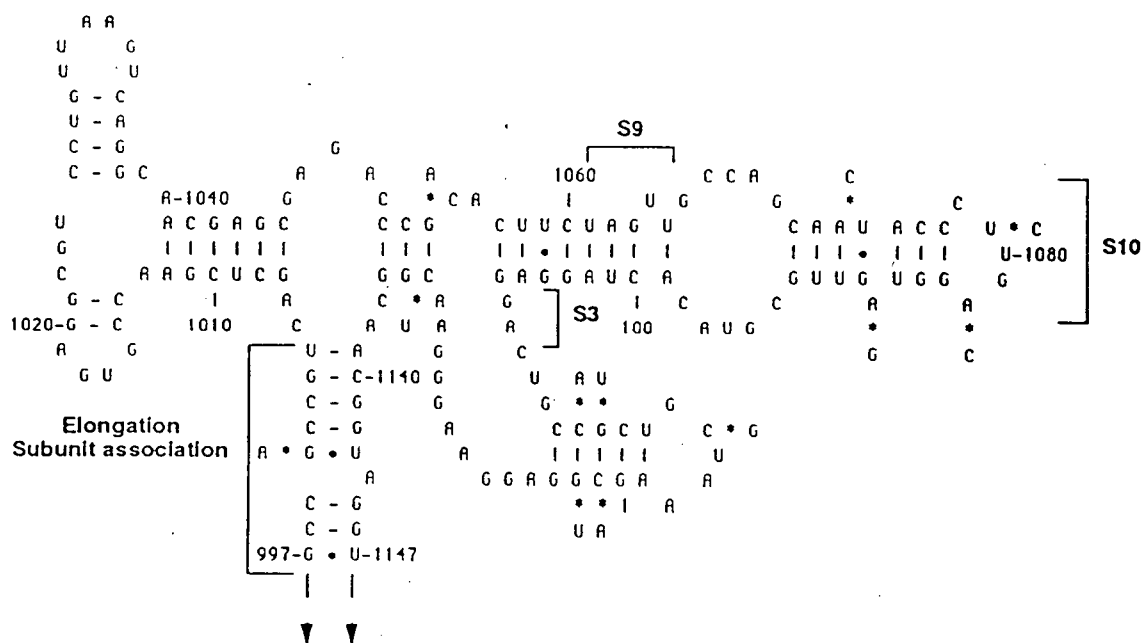 A A
U G
U U
G - C
U - A
S9
C - G G
C - G C A A A 1060 C C A C
A-1040 G C * C A U G G * C
U A C G A G C C C G C U U C U A G U C A A U A C C U * C
G U-1080 S10
C A A G C U C G G G C G A G G A U C A G U U G U G G U G
G - C A C * A G S3 C C A A
1020-G - C 1010 C A U A A 100 A U G * *
A G U - A G C G C
G U C - 1140 G U A U
Elongation C - G G G * * G
Subunit association C - G A C C G C U C * G
A * G • U A U
A G G A G G C G A A
C - G * * A
C - G U A
997-G • U-1147